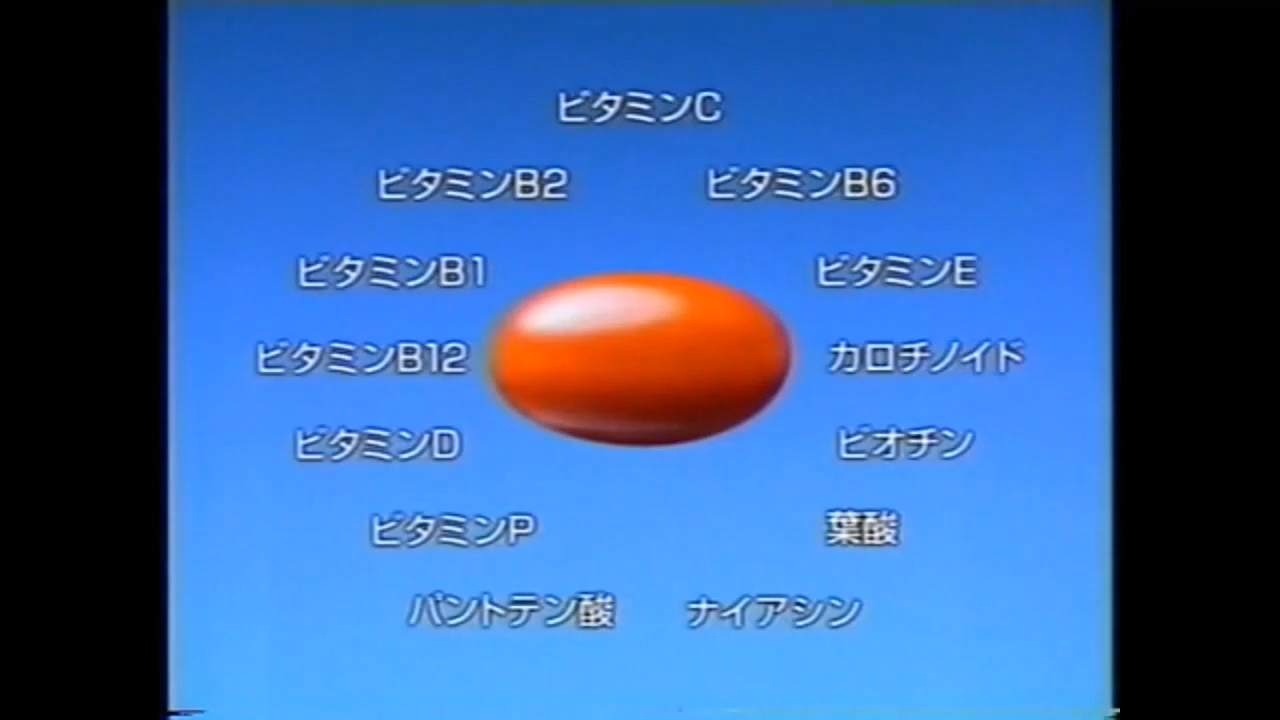 ビタミンC
ビタミンB2 ビタミンB6
ビタミンB1 ビタミンE
ビタミンB12 カロチノイド
ビタミンD ビオチン
ビタミンP 葉酸
パントテン酸 ナイアシン